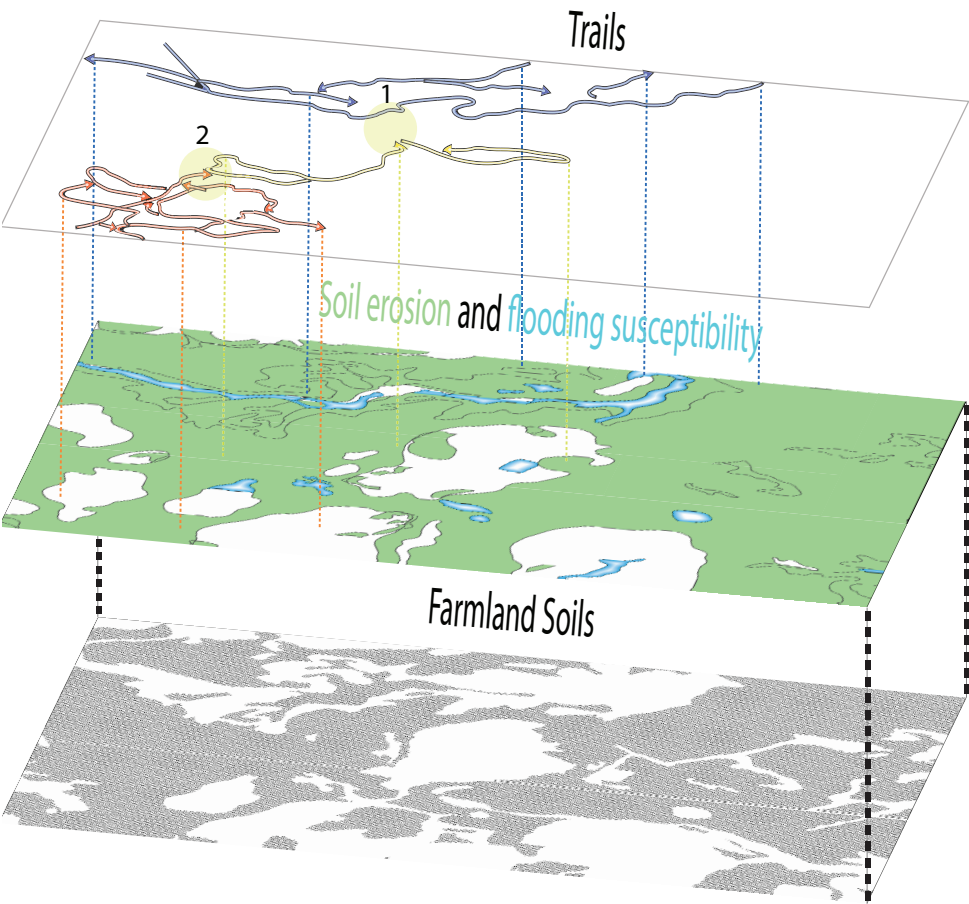 Trails
1
2
Soil erosion and flooding susceptibility
Farmland Soils